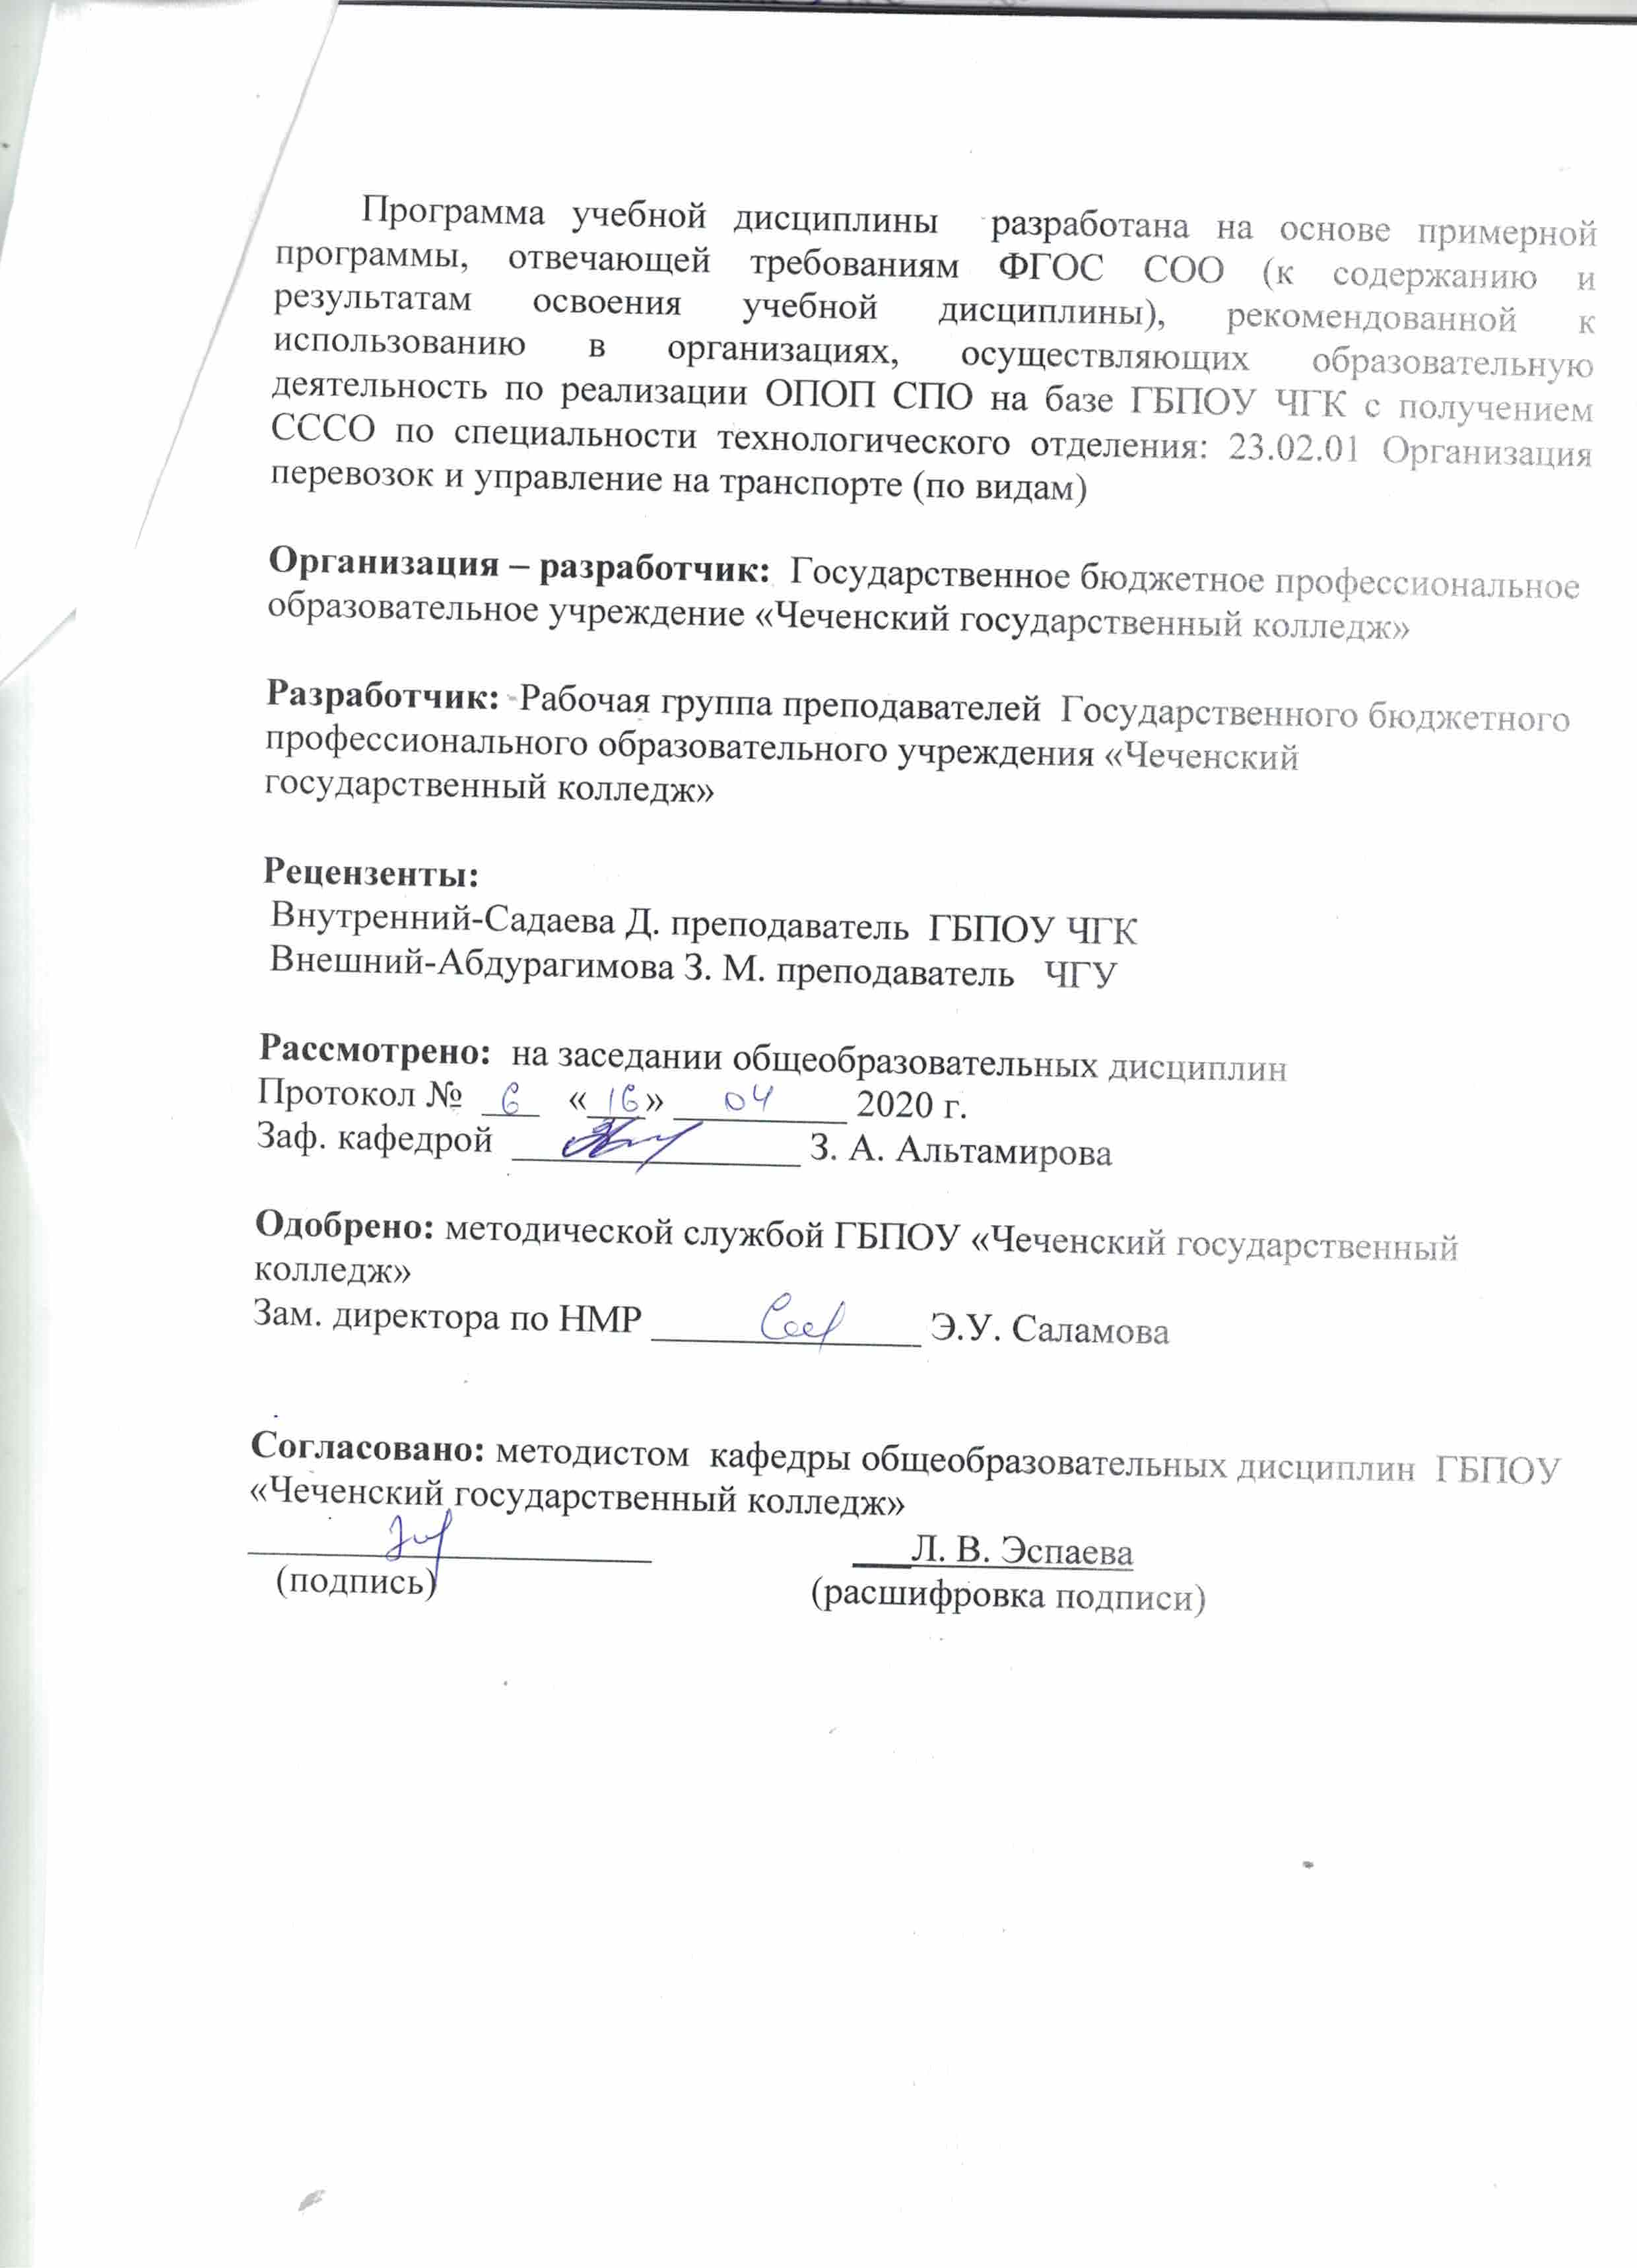 Программа учебной дисциплины разработана на основе примерной
программы, отвечающей требованиям ФГОС СОО (к содержанию и
результатам освоения учебной дисциплины), рекомендованной к
использованию в организациях, осуществляющих образовательную
деятельность по реализации ОПОП СПО на базе ГБПОУ ЧГК с получением
СССО по специальности технологического отделения: 23.02.01 Организация
перевозок и управление на транспорте (по видам)
Организация – разработчик: Государственное бюджетное профессиональное
образовательное учреждение «Чеченский государственный колледж»
Разработчик: Рабочая группа преподавателей Государственного бюджетного
профессионального образовательного учреждения «Чеченский
государственный колледж»
Рецензенты:
Внутренний-Садаева Д. преподаватель ГБПОУ ЧГК
Внешний-Абдурагимова З. М. преподаватель ЧГУ
Рассмотрено: на заседании общеобразовательных дисциплин
Протокол № 6 «16» 04 2020 г.
Заф. кафедрой З. А. Альтамирова
Одобрено: методической службой ГБПОУ «Чеченский государственный
колледж»
Зам. директора по НМР Э.У. Саламова
Согласовано: методистом кафедры общеобразовательных дисциплин ГБПОУ
«Чеченский государственный колледж»
Л. В. Эспаева
(подпись) (расшифровка подписи)